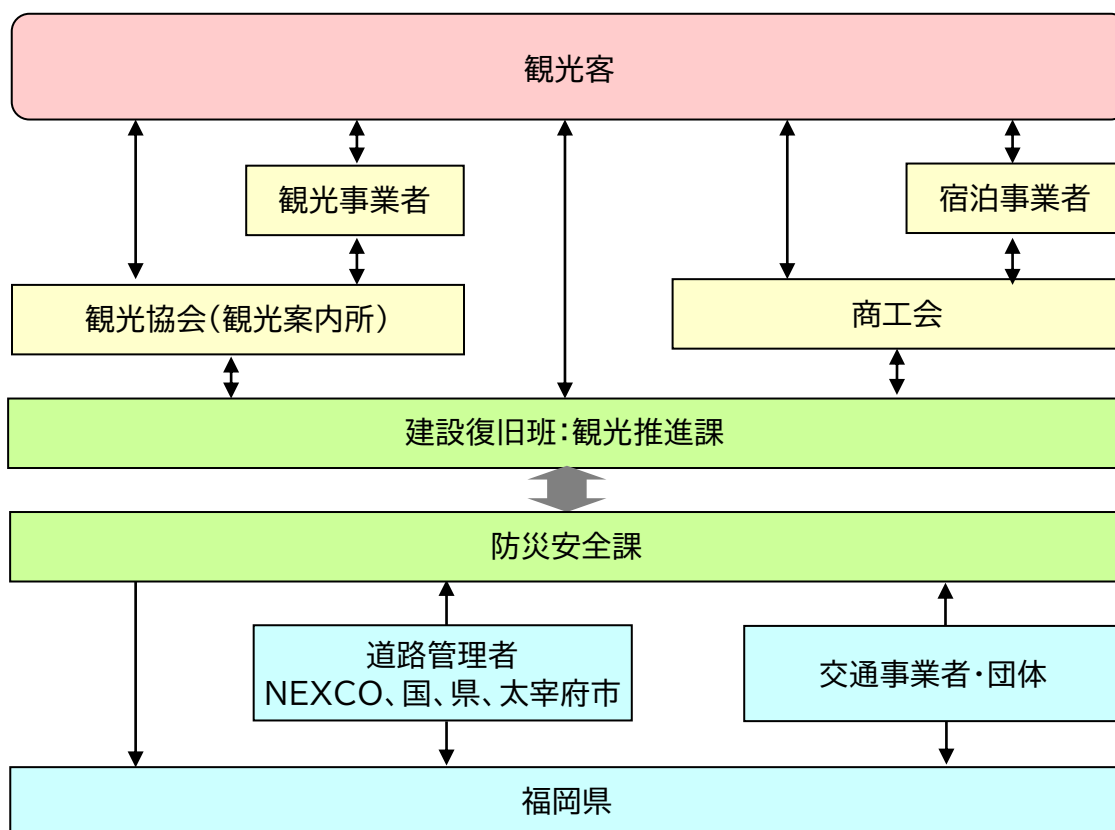 観光客
観光事業者
宿泊事業者
観光協会(観光案内所)
商工会
建設復旧班:観光推進課
防災安全課
道路管理者
NEXCO、国、県、太宰府市
交通事業者・団体
福岡県